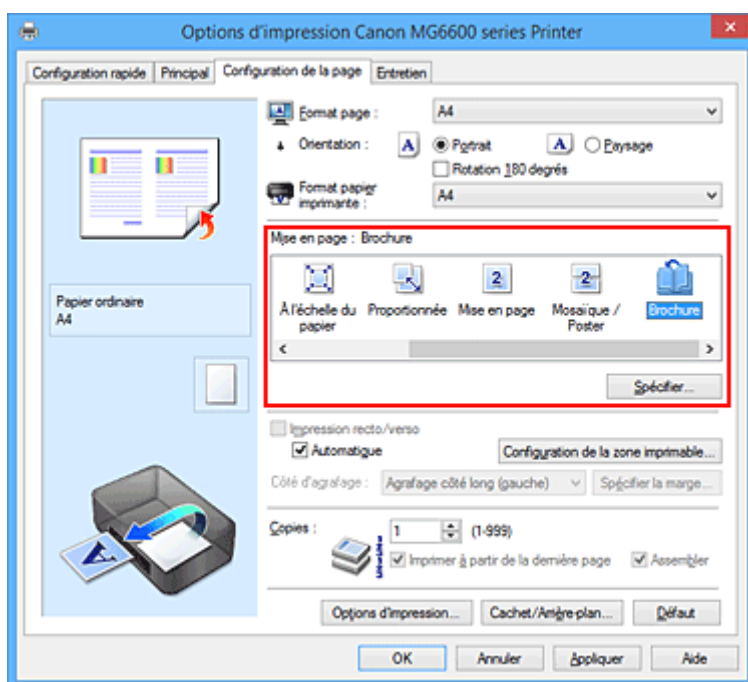 Options d'impression Canon MG6600 series Printer
Configuration rapide Principal Configuration de la page Entretien
Format page : A4
Orientation : A Portrait A Paysage
Rotation 180 degrés
Format papier imprimante : A4
Mise en page : Brochure
À l'échelle du papier Proportionnée Mise en page Mosaïque / Poster Brochure
Spécifier...
Papier ordinaire
A4
Impression recto/verso
Automatique Configuration de la zone imprimable...
Côté d'agrafage : Agrafage côté long (gauche) Spécifier la marge...
Copies : 1 (1-999)
Imprimer à partir de la dernière page Assembler
Options d'impression... Cachet/Arrière-plan... Défaut
OK Annuler Appliquer Aide